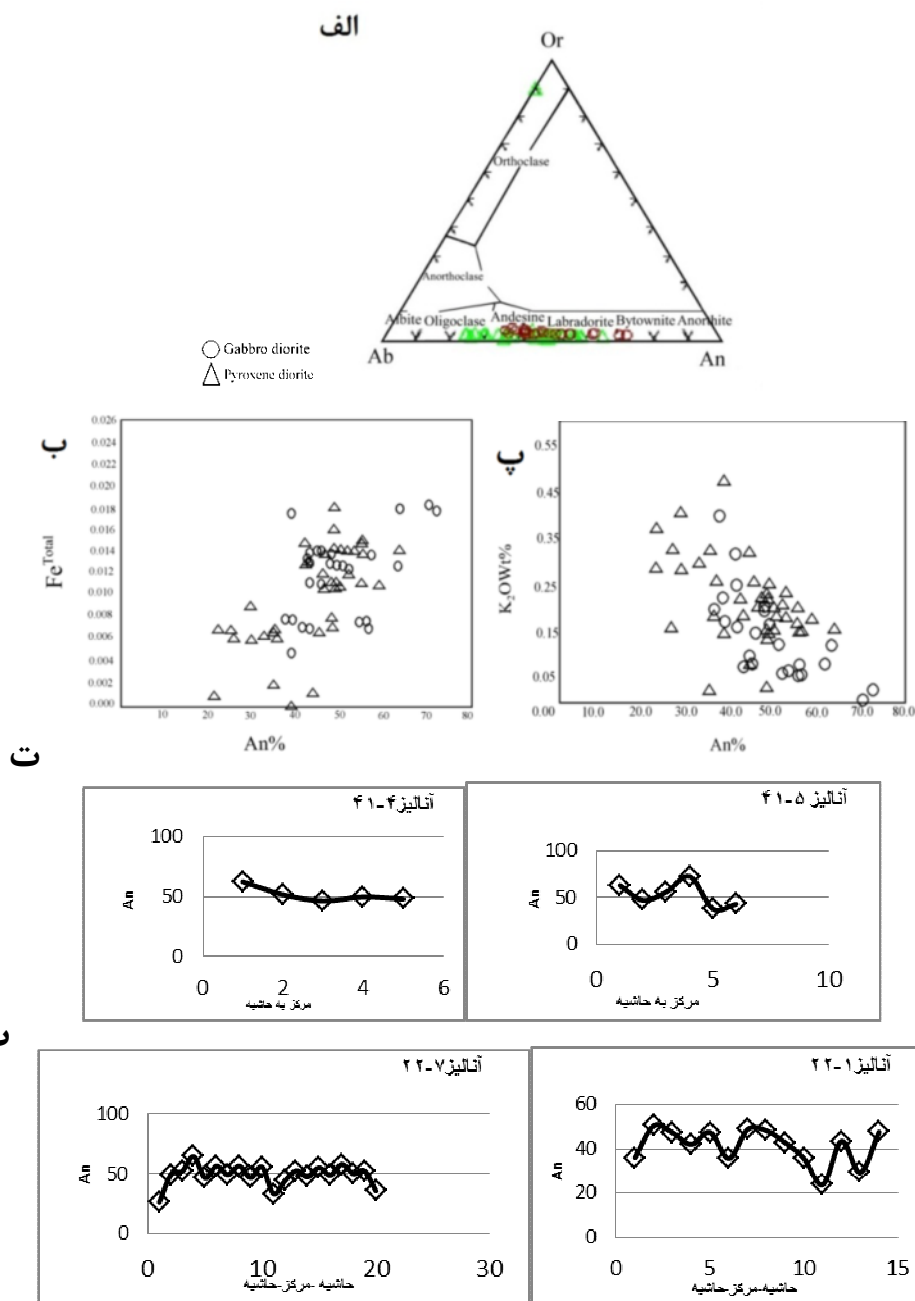 الف
Or
Orthoclase
Anorthoclase
Albite Oligoclase Andesine Labradorite Bytownite Anorthite
Ab An
Gabbro diorite
Pyroxene diorite
ب
0.026
0.024
0.022
0.020
0.018
0.016
0.014
0.012
0.010
0.008
0.006
0.004
0.002
0.000
Fe^Total
10 20 30 40 50 60 70 80
An%
پ
0.55
0.45
0.35
0.25
0.15
0.05
K₂OWt%
0.00 10.0 20.0 30.0 40.0 50.0 60.0 70.0 80.0
An%
ت
آنالیز۴-۴۱
100
50
0
An
0 2 4 6
مرکز به حاشیه
آنالیز ۵-۴۱
100
50
0
An
0 5 10
مرکز به حاشیه
آنالیز۷-۲۲
100
50
0
An
0 10 20 30
حاشیه -مرکز-حاشیه
آنالیز ۱-۲۲
60
40
20
0
An
0 5 10 15
حاشیه-مرکز-حاشیه